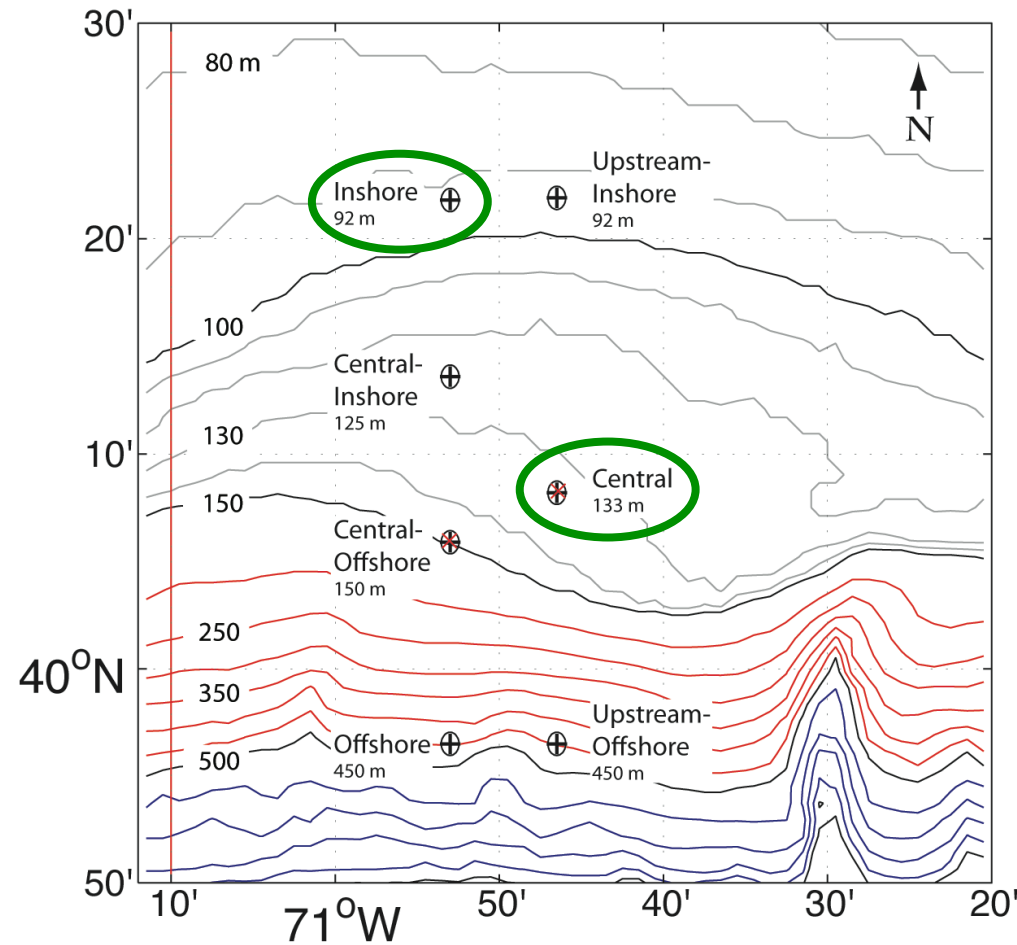 30'
80 m
N
Upstream-
Inshore
92 m
Inshore
92 m
20'
100
Central-
Inshore
125 m
130
10'
Central
133 m
150
Central-
Offshore
150 m
250
40°N
350
Upstream-
Offshore
450 m
Offshore
450 m
500
50'
10'
71°W
50'
40'
30'
20'